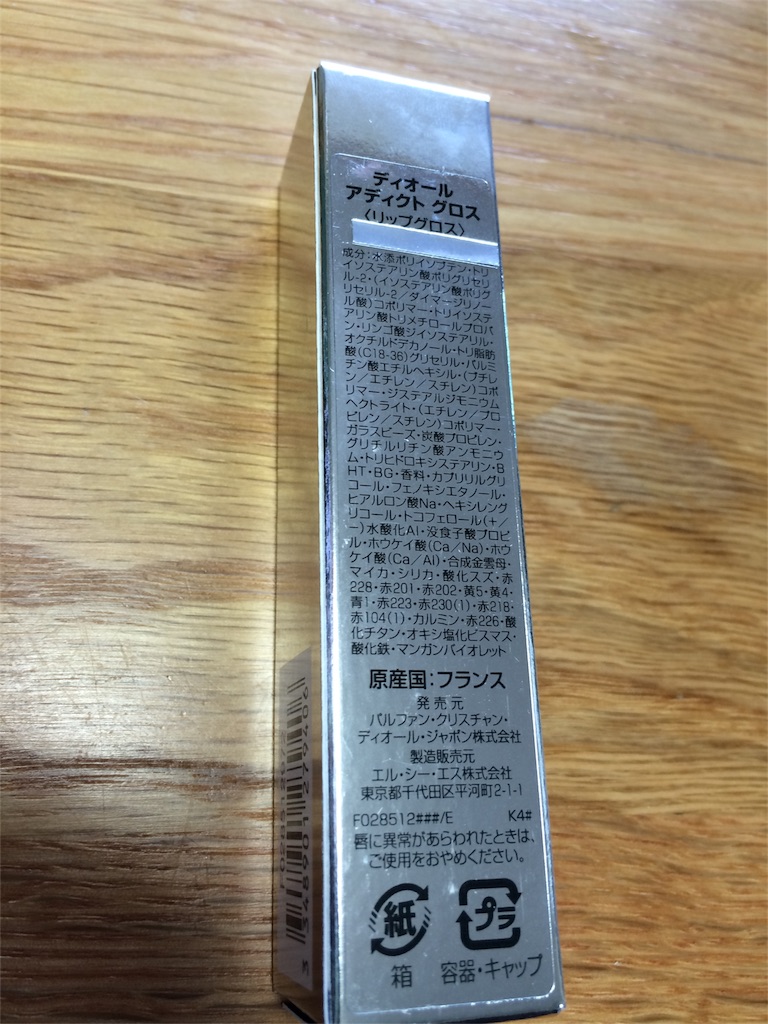 ディオール
アディクト グロス
〈リップグロス〉
成分:水添ポリイソブテン・トリ
イソステアリン酸ポリグリセリ
ル-2・(イソステアリン酸ポリグ
リセリル-2/ダイマージリノー
ル酸)コポリマー・トリイソステ
アリン酸トリメチロールプロパ
ン・リンゴ酸ジイソステアリル・
オクチルドデカノール・トリ脂肪
酸(C18-36)グリセリル・パルミ
チン酸エチルヘキシル・(ブチレ
ン/エチレン/スチレン)コポ
リマー・ジステアルジモニウム
ヘクトライト・(エチレン/プロ
ピレン/スチレン)コポリマー・
ガラスビーズ・炭酸プロピレン・
グリチルリチン酸アンモニウ
ム・トリヒドロキシステアリン・B
HT・BG・香料・カプリリルグリ
コール・フェノキシエタノール・
ヒアルロン酸Na・ヘキシレング
リコール・トコフェロール(+/
-)水酸化Al・没食子酸プロピ
ル・ホウケイ酸(Ca/Na)・ホウ
ケイ酸(Ca/Al)・合成金雲母・
マイカ・シリカ・酸化スズ・赤
228・赤201・赤202・黄5・黄4・
青1・赤223・赤230(1)・赤218・
赤104(1)・カルミン・赤226・酸
化チタン・オキシ塩化ビスマス・
酸化鉄・マンガンバイオレット
原産国:フランス
発売元
パルファン・クリスチャン・
ディオール・ジャポン株式会社
製造販売元
エル・シー・エス株式会社
東京都千代田区平河町2-1-1
F028512###/E K4#
唇に異常があらわれたときは、
ご使用をおやめください。
紙 プラ
箱 容器・キャップ
3 348901 279406